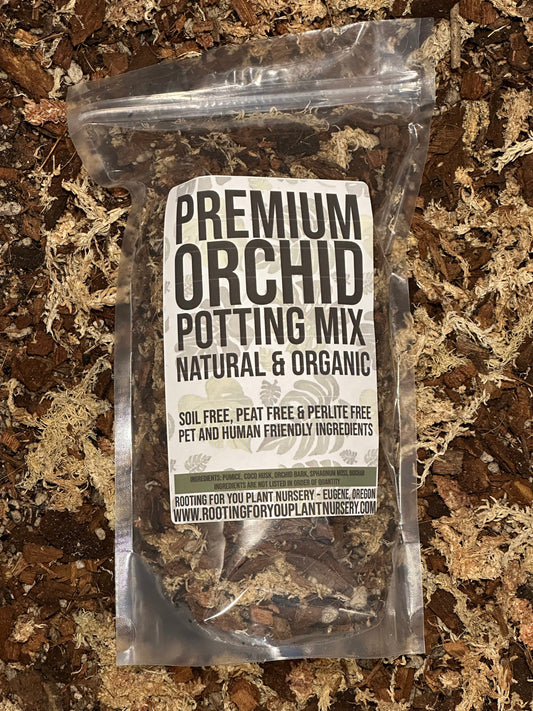 PREMIUM
ORCHID
POTTING MIX
NATURAL & ORGANIC
SOIL FREE, PEAT FREE & PERLITE FREE
PET AND HUMAN FRIENDLY INGREDIENTS
INGREDIENTS: PUMICE, COCO HUSK, ORCHID BARK, SPHAGNUM MOSS, BIOCHAR
INGREDIENTS ARE NOT LISTED IN ORDER OF QUANTITY
ROOTING FOR YOU PLANT NURSERY - EUGENE, OREGON
WWW.ROOTINGFORYOUPLANTNURSERY.COM